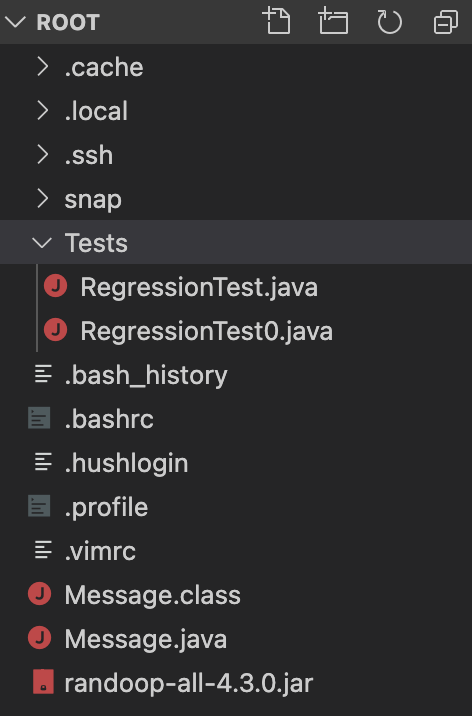 ROOT
.cache
.local
.ssh
snap
Tests
J RegressionTest.java
J RegressionTest0.java
.bash_history
.bashrc
.hushlogin
.profile
.vimrc
J Message.class
J Message.java
randoop-all-4.3.0.jar